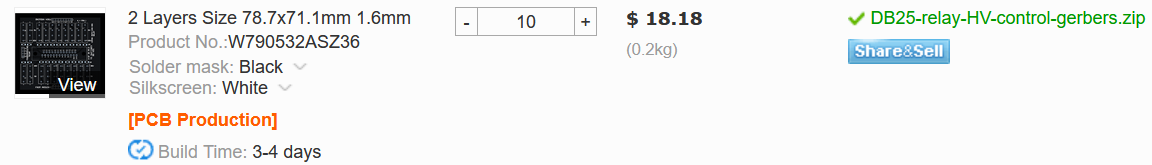 2 Layers Size 78.7x71.1mm 1.6mm
Product No.:W790532ASZ36
Solder mask: Black
Silkscreen: White
[PCB Production]
Build Time: 3-4 days
View
- 10 +
$ 18.18
(0.2kg)
DB25-relay-HV-control-gerbers.zip
Share&Sell